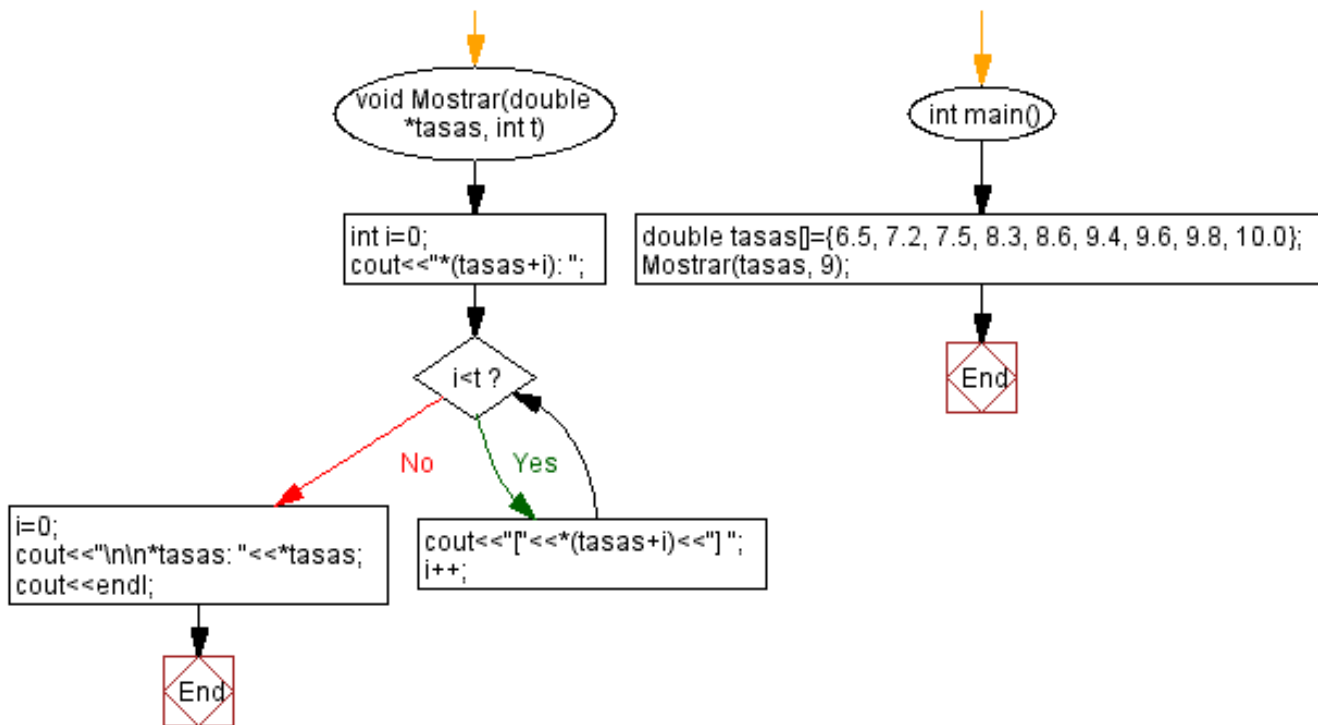 void Mostrar(double
*tasas, int t)
int i=0;
cout<<"*(tasas+i): ";
i<t ?
No
Yes
i=0;
cout<<"\n\n*tasas: "<<*tasas;
cout<<endl;
End
cout<<"["<<*(tasas+i)<<"] ";
i++;
int main()
double tasas[]={6.5, 7.2, 7.5, 8.3, 8.6, 9.4, 9.6, 9.8, 10.0};
Mostrar(tasas, 9);
End